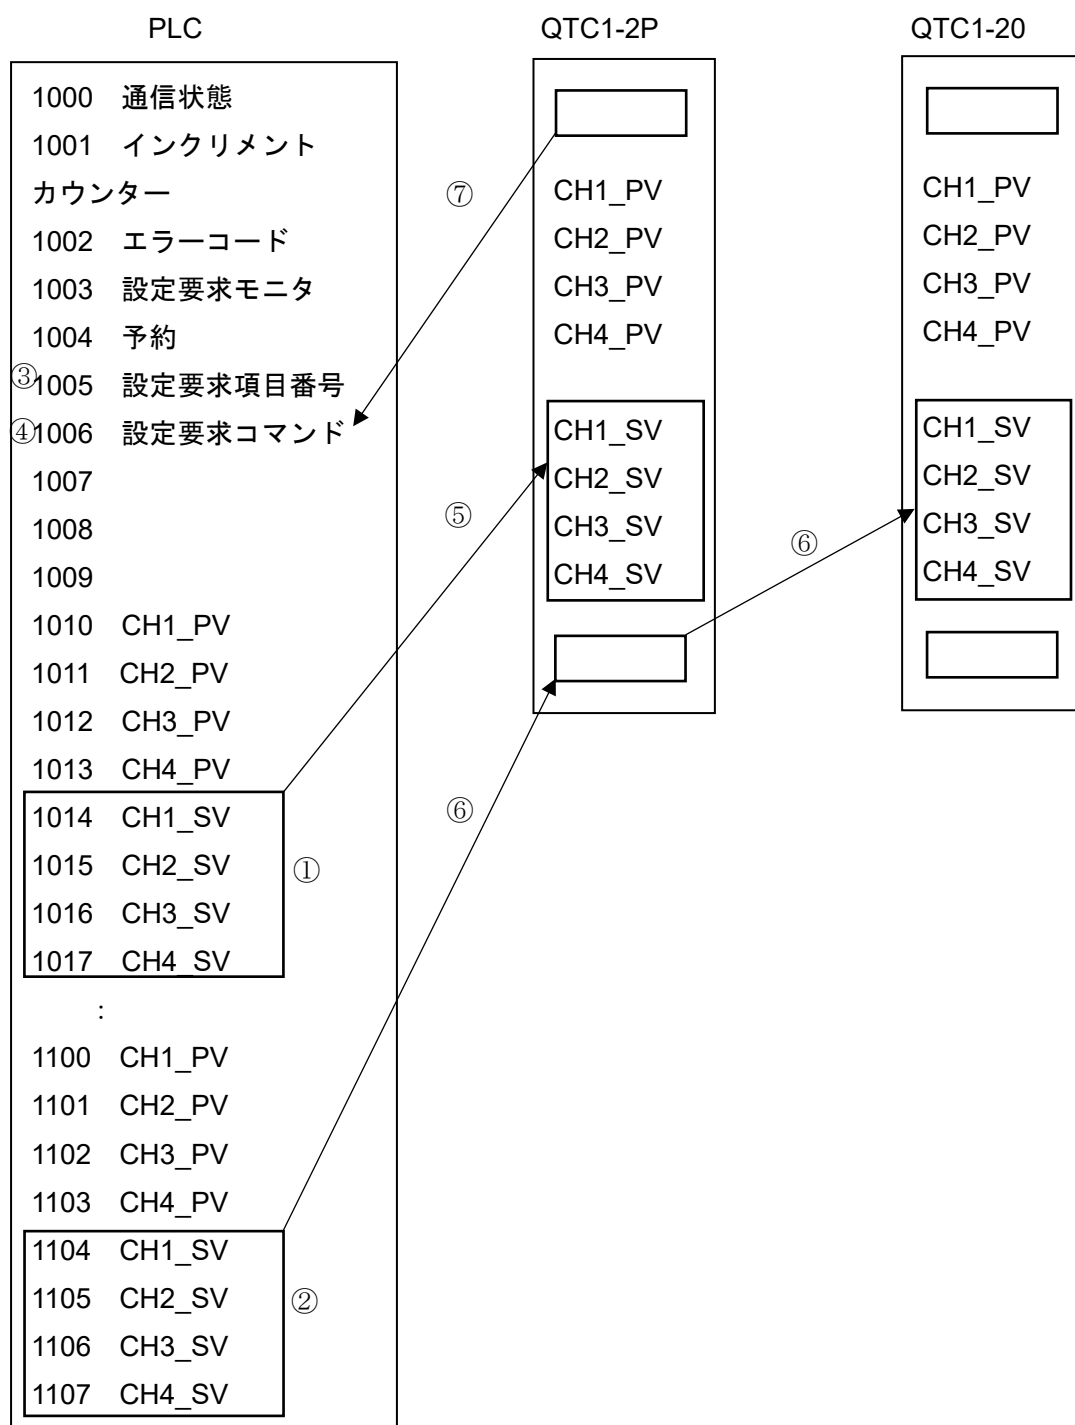 PLC
QTC1-2P
QTC1-20
1000 通信状態
1001 インクリメント
カウンター
1002 エラーコード
1003 設定要求モニタ
1004 予約
③1005 設定要求項目番号
④1006 設定要求コマンド
1007
1008
1009
1010 CH1_PV
1011 CH2_PV
1012 CH3_PV
1013 CH4_PV
1014 CH1_SV
1015 CH2_SV
①
1016 CH3_SV
1017 CH4_SV
:
1100 CH1_PV
1101 CH2_PV
1102 CH3_PV
1103 CH4_PV
1104 CH1_SV
1105 CH2_SV
②
1106 CH3_SV
1107 CH4_SV
⑦
⑤
⑥
CH1_PV
CH2_PV
CH3_PV
CH4_PV
CH1_SV
CH2_SV
CH3_SV
CH4_SV
⑥
CH1_PV
CH2_PV
CH3_PV
CH4_PV
CH1_SV
CH2_SV
CH3_SV
CH4_SV